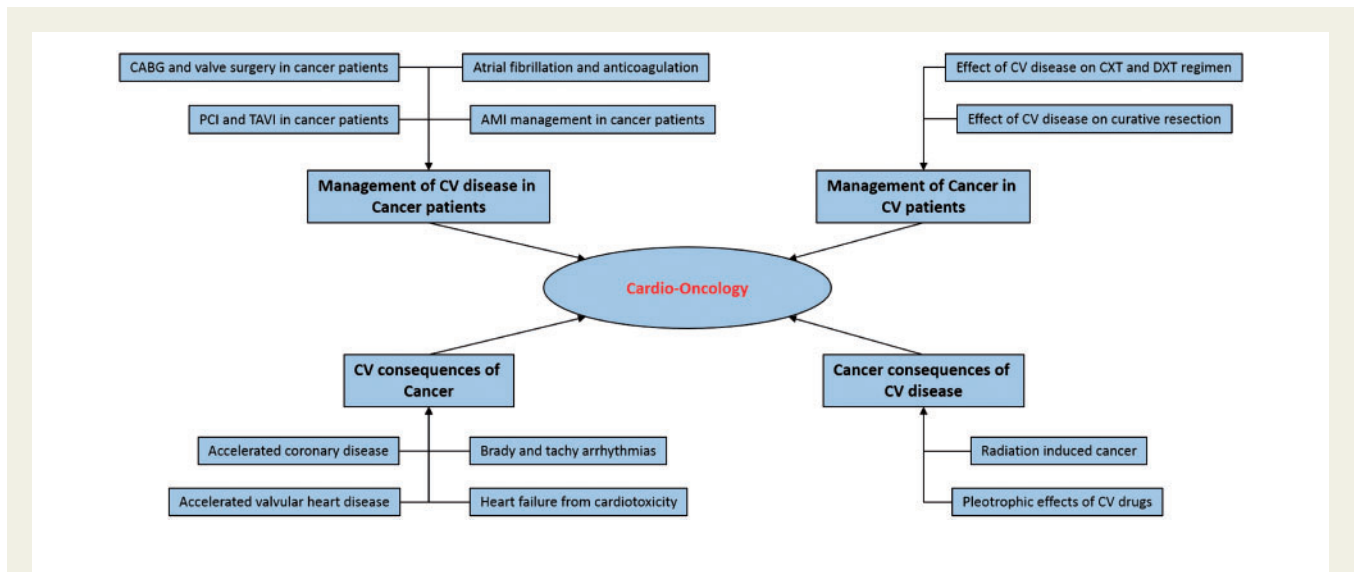 CABG and valve surgery in cancer patients
Atrial fibrillation and anticoagulation
PCI and TAVI in cancer patients
AMI management in cancer patients
Management of CV disease in
Cancer patients
Effect of CV disease on CXT and DXT regimen
Effect of CV disease on curative resection
Management of Cancer in
CV patients
Cardio-Oncology
CV consequences of
Cancer
Accelerated coronary disease
Brady and tachy arrhythmias
Accelerated valvular heart disease
Heart failure from cardiotoxicity
Cancer consequences of
CV disease
Radiation induced cancer
Pleotrophic effects of CV drugs